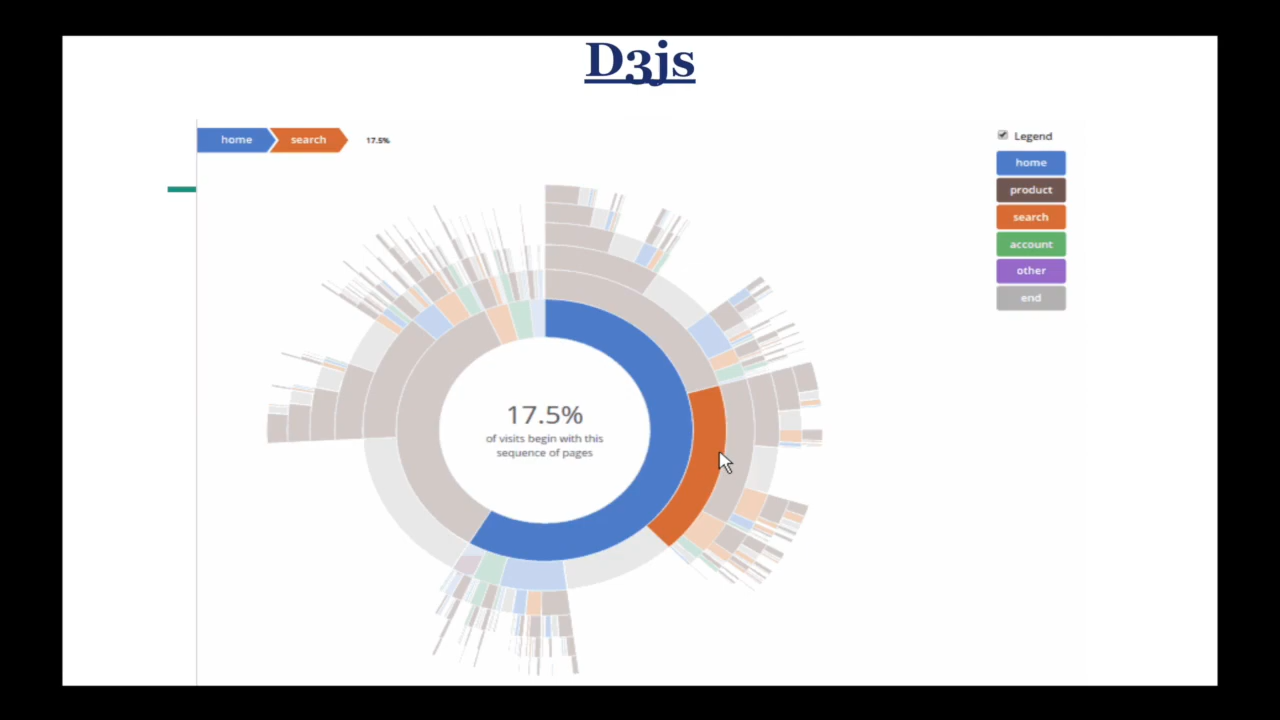 D3js
home search 17.5%
Legend
home
product
search
account
other
end
17.5%
of visits begin with this
sequence of pages